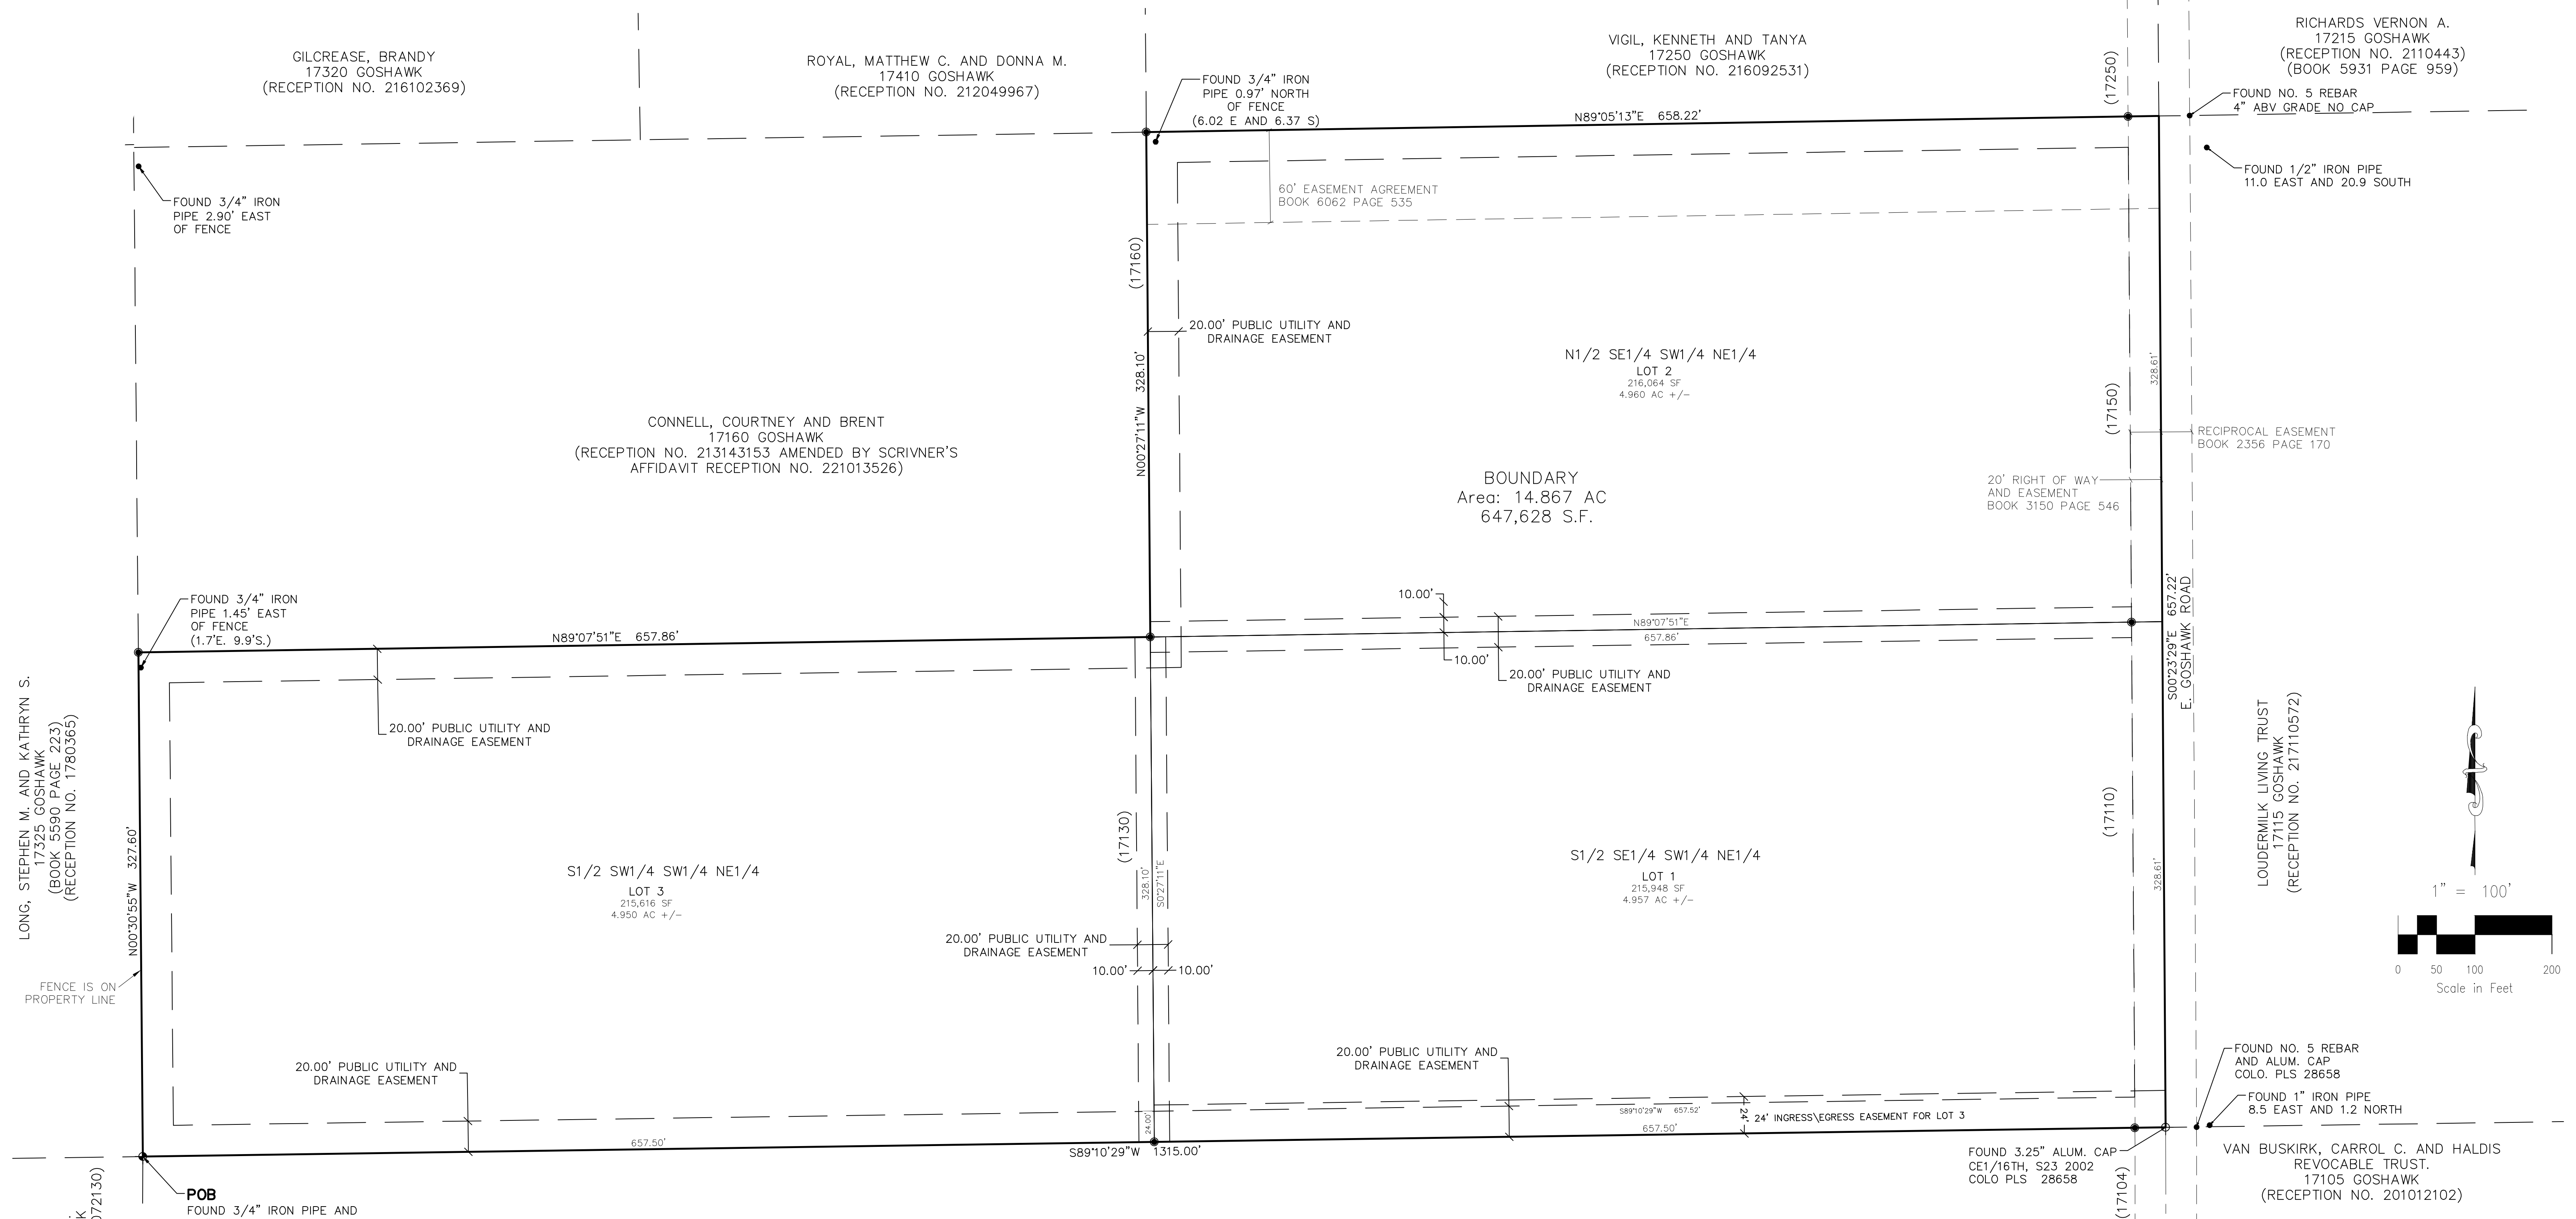 GILCREASE, BRANDY
17320 GOSHAWK
(RECEPTION NO. 216102369)
ROYAL, MATTHEW C. AND DONNA M.
17410 GOSHAWK
(RECEPTION NO. 212049967)
FOUND 3/4" IRON
PIPE 0.97' NORTH
OF FENCE
(6.02 E AND 6.37 S)
VIGIL, KENNETH AND TANYA
17250 GOSHAWK
(RECEPTION NO. 216092531)
N89°05'13"E 658.22'
(17250)
RICHARDS VERNON A.
17215 GOSHAWK
(RECEPTION NO. 2110443)
(BOOK 5931 PAGE 959)
FOUND NO. 5 REBAR
4" ABV GRADE NO CAP
FOUND 1/2" IRON PIPE
11.0 EAST AND 20.9 SOUTH
FOUND 3/4" IRON
PIPE 2.90' EAST
OF FENCE
60' EASEMENT AGREEMENT
BOOK 6062 PAGE 535
(17160)
20.00' PUBLIC UTILITY AND
DRAINAGE EASEMENT
N00°27'11"W 328.10'
N1/2 SE1/4 SW1/4 NE1/4
LOT 2
216,064 SF
4.960 AC +/-
328.61'
(17150)
CONNELL, COURTNEY AND BRENT
17160 GOSHAWK
(RECEPTION NO. 213143153 AMENDED BY SCRIVNER'S
AFFIDAVIT RECEPTION NO. 221013526)
RECIPROCAL EASEMENT
BOOK 2356 PAGE 170
BOUNDARY
Area: 14.867 AC
647,628 S.F.
20' RIGHT OF WAY
AND EASEMENT
BOOK 3150 PAGE 546
FOUND 3/4" IRON
PIPE 1.45' EAST
OF FENCE
(1.7'E. 9.9'S.)
N89°07'51"E 657.86'
10.00'
N89°07'51"E
657.86'
10.00'
20.00' PUBLIC UTILITY AND
DRAINAGE EASEMENT
S00°23'29"E 657.22'
E. GOSHAWK ROAD
20.00' PUBLIC UTILITY AND
DRAINAGE EASEMENT
LONG, STEPHEN M. AND KATHRYN S.
17325 GOSHAWK
(BOOK 5590 PAGE 223)
(RECEPTION NO. 1780365)
N00°30'55"W 327.60'
FENCE IS ON
PROPERTY LINE
S1/2 SW1/4 SW1/4 NE1/4
LOT 3
215,616 SF
4.950 AC +/-
(17130)
328.10'
S0°27'11"E
20.00' PUBLIC UTILITY AND
DRAINAGE EASEMENT
10.00'
10.00'
S1/2 SE1/4 SW1/4 NE1/4
LOT 1
215,948 SF
4.957 AC +/-
(17110)
328.61'
LOUDERMILK LIVING TRUST
17115 GOSHAWK
(RECEPTION NO. 217110572)
1" = 100'
0 50 100 200
Scale in Feet
20.00' PUBLIC UTILITY AND
DRAINAGE EASEMENT
20.00' PUBLIC UTILITY AND
DRAINAGE EASEMENT
24.00'
S89°10'29"W 657.52'
24'
24' INGRESS\EGRESS EASEMENT FOR LOT 3
657.50'
657.50'
S89°10'29"W 1315.00'
FOUND NO. 5 REBAR
AND ALUM. CAP
COLO. PLS 28658
FOUND 1" IRON PIPE
8.5 EAST AND 1.2 NORTH
FOUND 3.25" ALUM. CAP
CE1/16TH, S23 2002
COLO PLS 28658
(17104)
VAN BUSKIRK, CARROL C. AND HALDIS
REVOCABLE TRUST.
17105 GOSHAWK
(RECEPTION NO. 201012102)
POB
FOUND 3/4" IRON PIPE AND
072130)